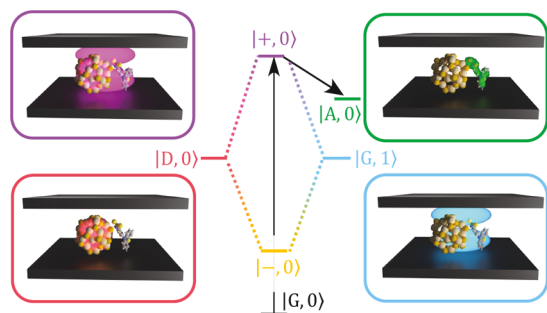 |+, 0⟩
|A, 0⟩
|D, 0⟩
|G, 1⟩
|−, 0⟩
|G, 0⟩